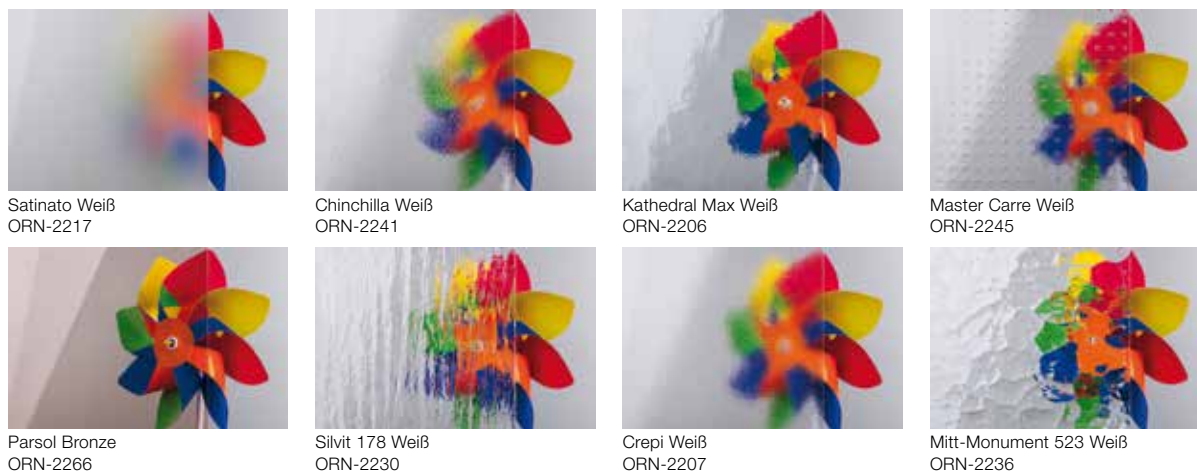 Satinato Weiß
ORN-2217
Chinchilla Weiß
ORN-2241
Kathedral Max Weiß
ORN-2206
Master Carre Weiß
ORN-2245
Parsol Bronze
ORN-2266
Silvit 178 Weiß
ORN-2230
Crepi Weiß
ORN-2207
Mitt-Monument 523 Weiß
ORN-2236